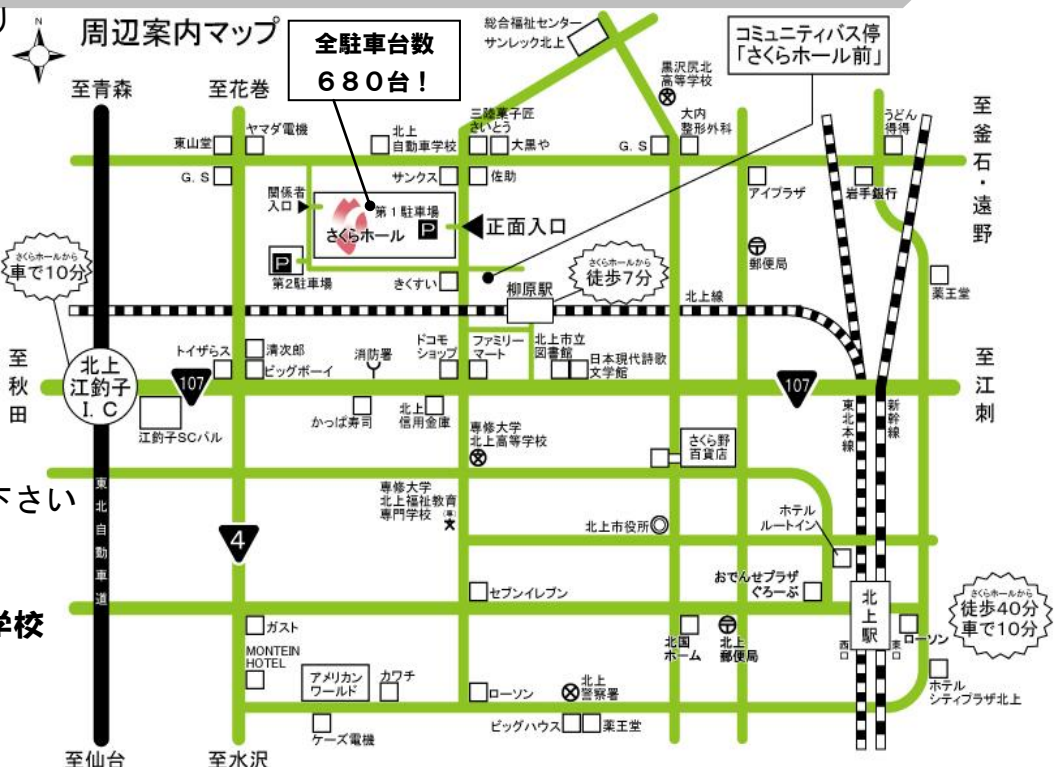 N
周辺案内マップ
全駐車台数
680台！
総合福祉センター
サンレック北上
コミュニティバス停
「さくらホール前」
黒沢尻北
高等学校
至青森
至花巻
至釜石・遠野
東山堂
ヤマダ電機
北上
自動車学校
三陸菓子匠
さいとう
大黒や
G.S
大内
整形外科
うどん
得得
G.S
関係者
入口
サンクス
佐助
アイプラザ
岩手銀行
第1駐車場
P
さくらホール
正面入口
さくらホールから
車で10分
P
第2駐車場
きくすい
さくらホールから
徒歩7分
郵便局
薬王堂
柳原駅
北上線
至秋田
北上
江釣子
I.C
トイザらス
107
清次郎
ビッグボーイ
消防署
ドコモ
ショップ
ファミリー
マート
北上市立
図書館
日本現代詩歌
文学館
107
至江刺
江釣子SCパル
かっぱ寿司
北上
信用金庫
専修大学
北上高等学校
さくら野
百貨店
東北本線
新幹線
下さい
東北自動車道
専修大学
北上福祉教育
専門学校
(専)
文
4
北上市役所
ホテル
ルートイン
学校
セブンイレブン
おでんせプラザ
ぐろーぶ
北上駅
西口
東口
さくらホールから
徒歩40分
車で10分
ガスト
北国
ホーム
北上
郵便局
ローソン
MONTEIN
HOTEL
アメリカン
ワールド
カワチ
ローソン
北上
警察署
ホテル
シティプラザ北上
ケーズ電機
ビッグハウス
薬王堂
至仙台
至水沢